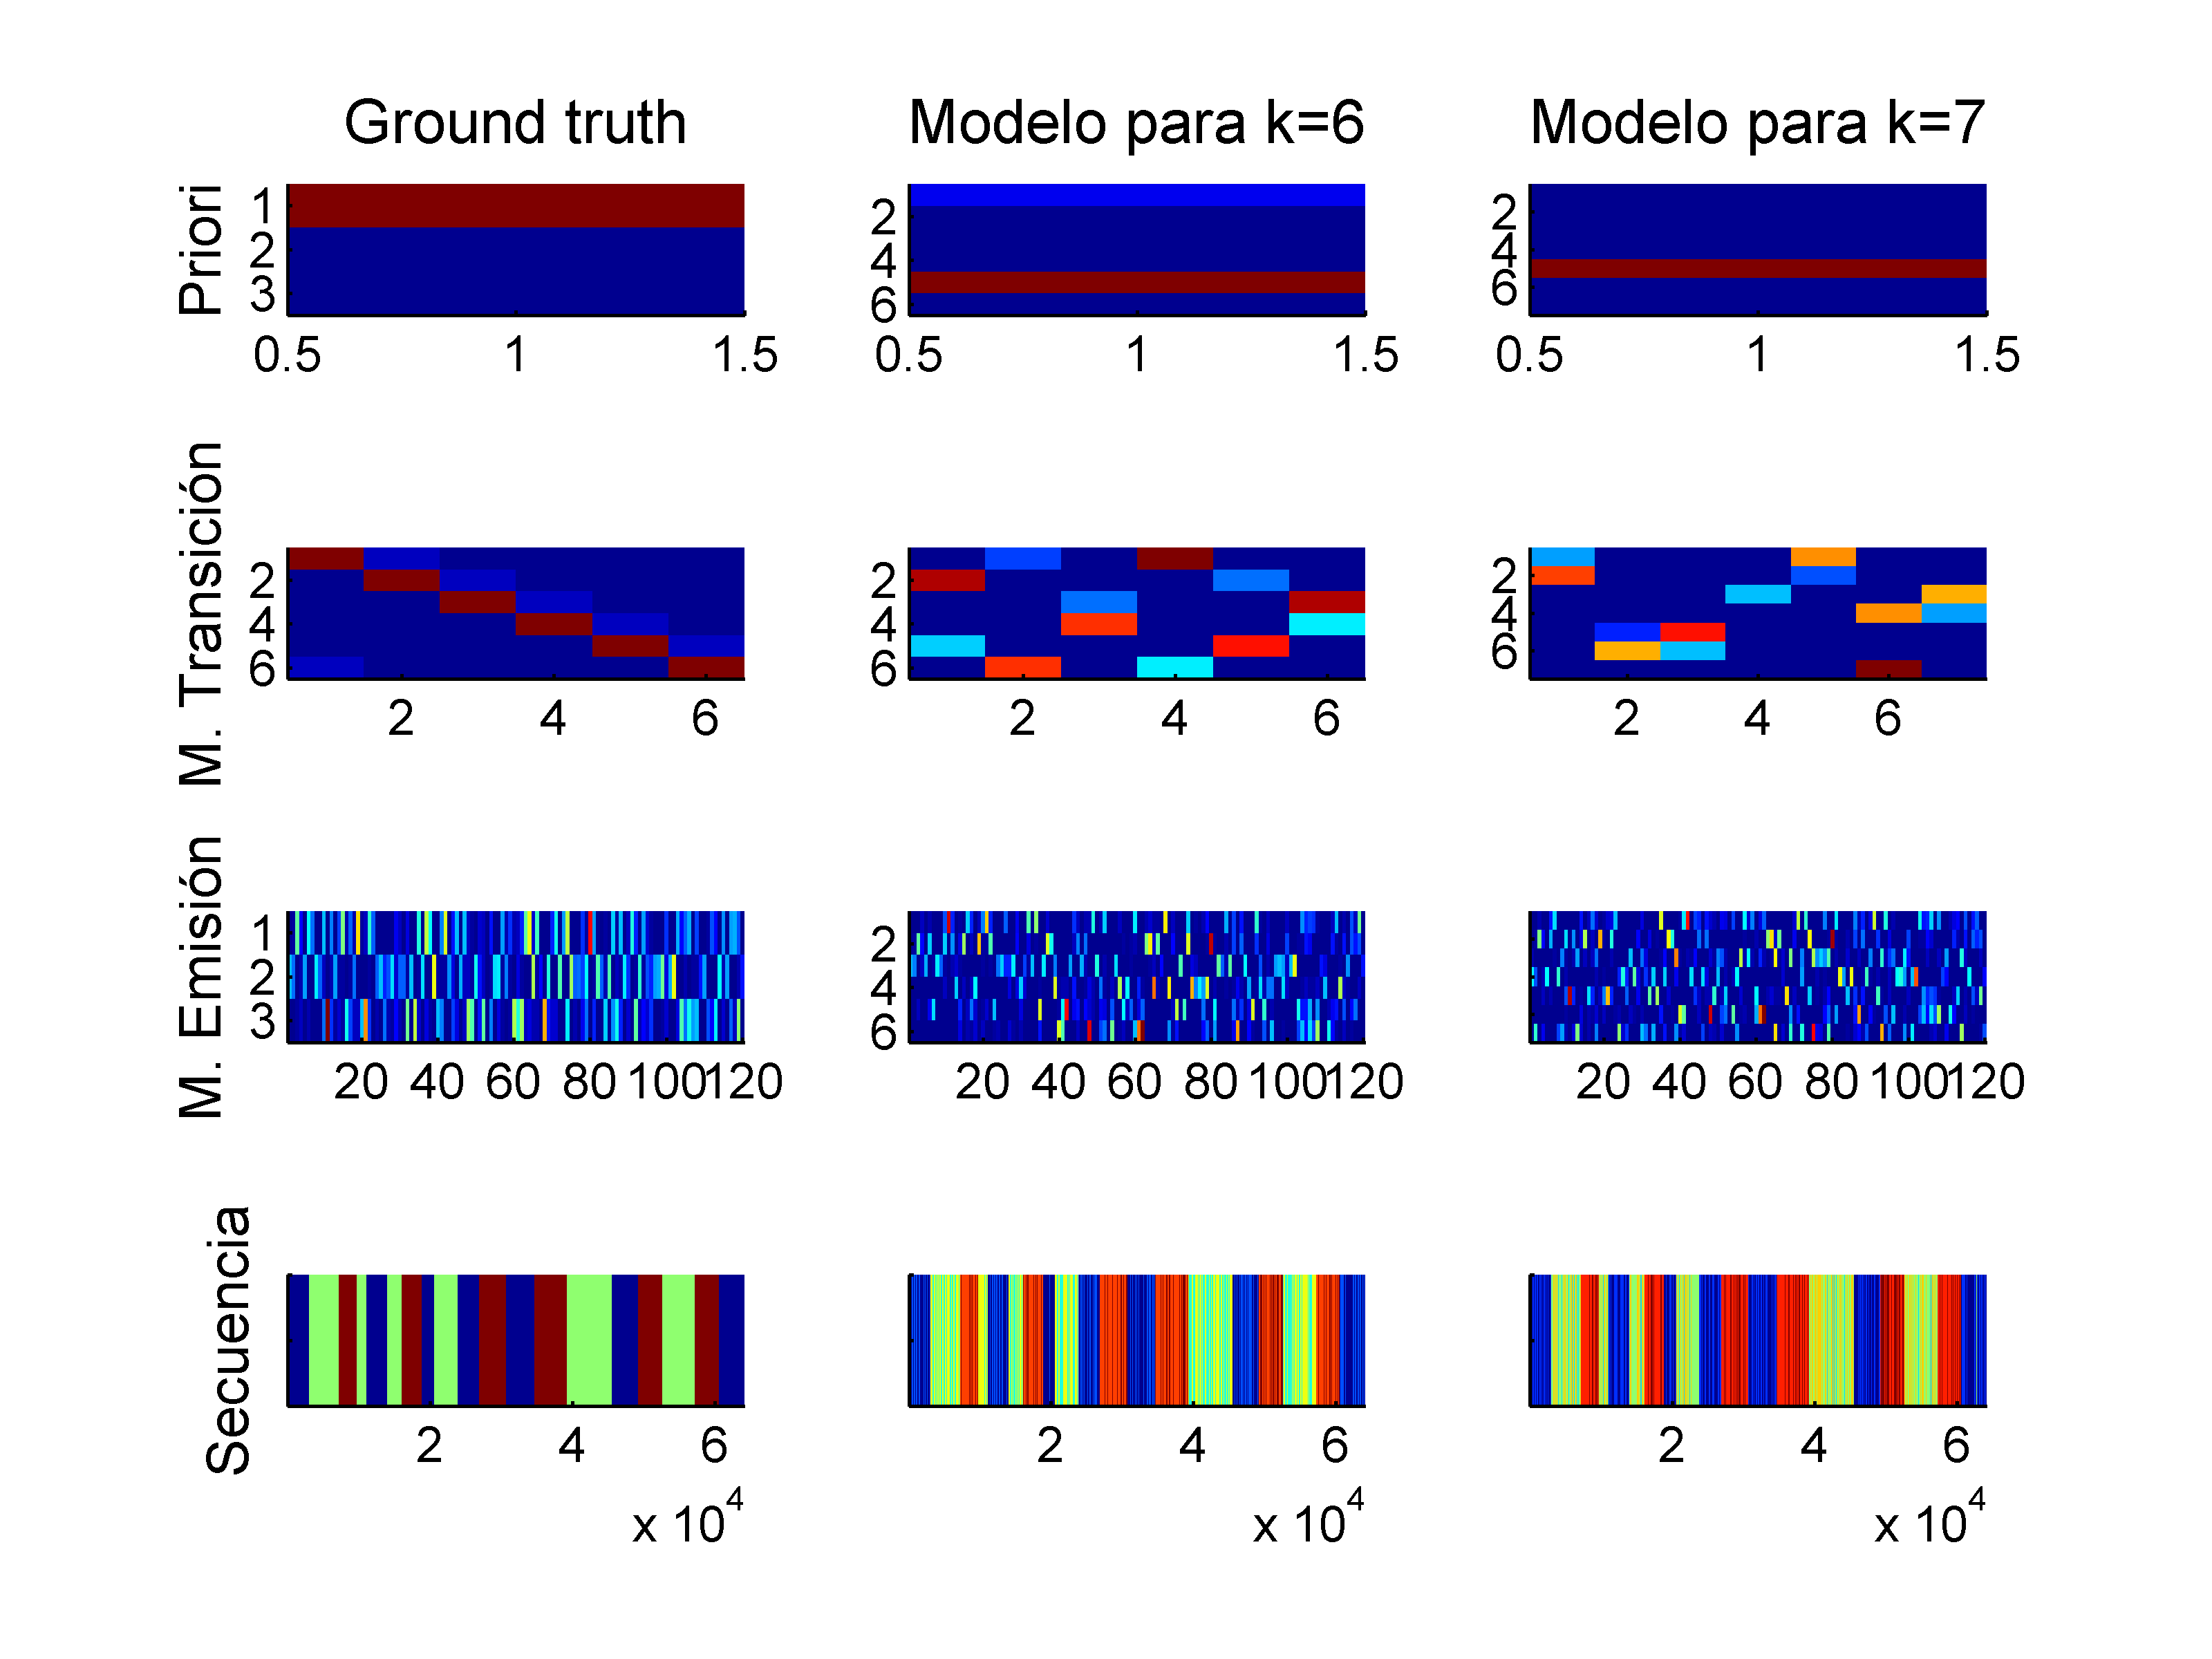 Ground truth Modelo para k=6 Modelo para k=7
Priori
1 2 3
2 4 6
2 4 6
0.5 1 1.5 0.5 1 1.5 0.5 1 1.5
M. Transición
2 4 6
2 4 6
2 4 6
2 4 6 2 4 6 2 4 6
M. Emisión
1 2 3
2 4 6
20 40 60 80 100 120 20 40 60 80 100 120 20 40 60 80 100 120
Secuencia
2 4 6 2 4 6 2 4 6
x 10^4 x 10^4 x 10^4